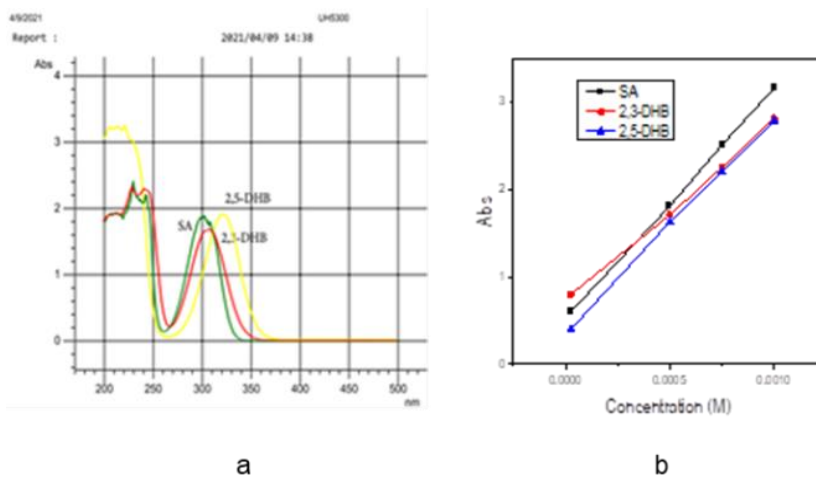 4/9/2021 UH5300
Report : 2021/04/09 14:38
Abs
4
3
2
1
0
2,5-DHB
SA
2,3-DHB
200 250 300 350 400 450 500
nm
a
3
2
1
0
SA
2,3-DHB
2,5-DHB
Abs
0.0000 0.0005 0.0010
Concentration (M)
b